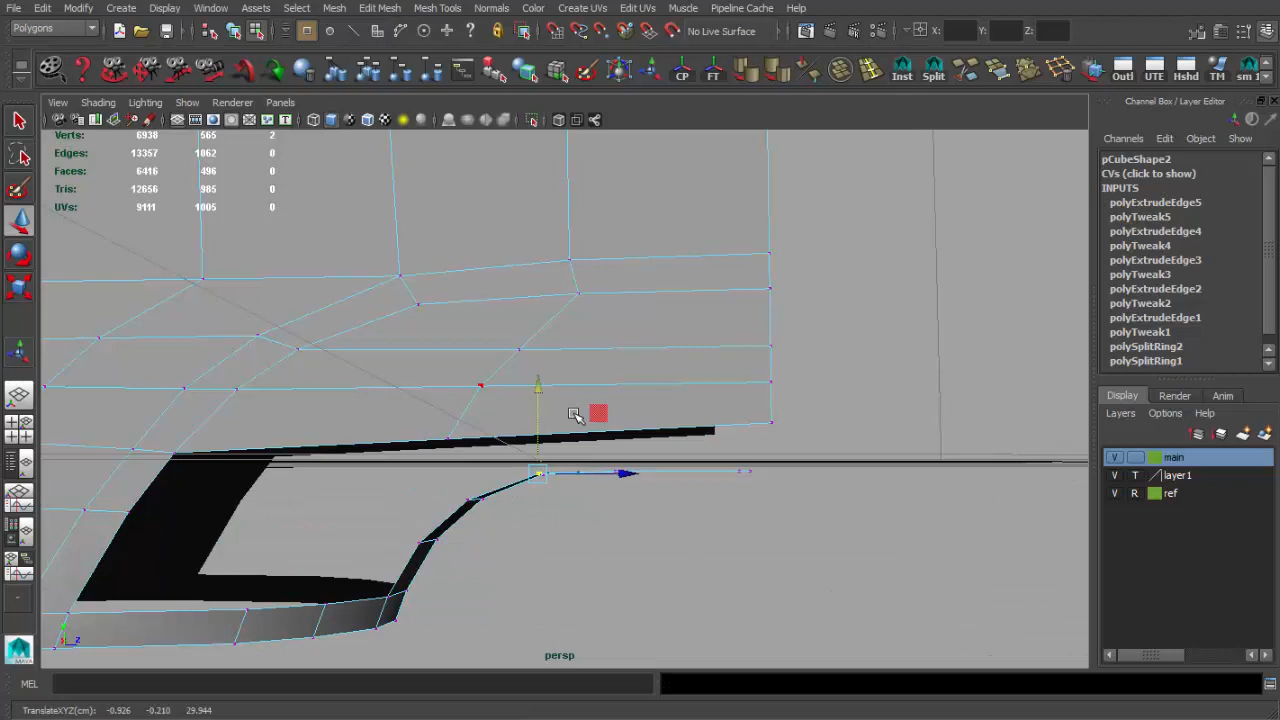 File Edit Modify Create Display Window Assets Select Mesh Edit Mesh Mesh Tools Normals Color Create UVs Edit UVs Muscle Pipeline Cache Help
Polygons No Live Surface X: Y: Z:
CP FT Inst Split Outl UTE Hshd TM sm 1
View Shading Lighting Show Renderer Panels
Channel Box / Layer Editor
Channels Edit Object Show
Verts: 6938 565 2
Edges: 13357 1062 0
Faces: 6416 496 0
Tris: 12656 985 0
UVs: 9111 1005 0
pCubeShape2
CVs (click to show)
INPUTS
polyExtrudeEdge5
polyTweak5
polyExtrudeEdge4
polyTweak4
polyExtrudeEdge3
polyTweak3
polyExtrudeEdge2
polyTweak2
polyExtrudeEdge1
polyTweak1
polySplitRing2
polySplitRing1
Display Render Anim
Layers Options Help
V main
V T layer1
V R ref
z
persp
MAYA
MEL
TranslateXYZ(cm): -0.926 -0.210 29.944